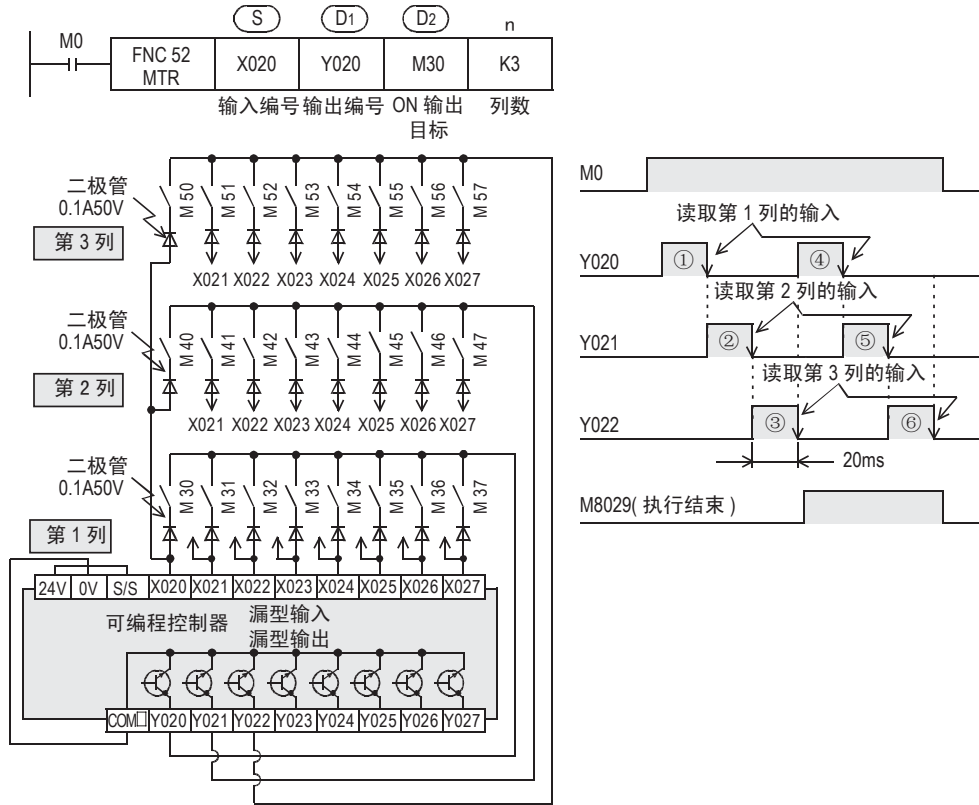 S D1 D2 n
M0
FNC 52
MTR
X020 Y020 M30 K3
输入编号 输出编号 ON 输出
目标
列数
二极管
0.1A50V
第 3 列
M 50 M 51 M 52 M 53 M 54 M 55 M 56 M 57
X021 X022 X023 X024 X025 X026 X027
二极管
0.1A50V
第 2 列
M 40 M 41 M 42 M 43 M 44 M 45 M 46 M 47
X021 X022 X023 X024 X025 X026 X027
二极管
0.1A50V
第 1 列
M 30 M 31 M 32 M 33 M 34 M 35 M 36 M 37
24V 0V S/S X020 X021 X022 X023 X024 X025 X026 X027
可编程控制器
漏型输入
漏型输出
COM□ Y020 Y021 Y022 Y023 Y024 Y025 Y026 Y027
M0
读取第 1 列的输入
Y020 ① ④
读取第 2 列的输入
Y021 ② ⑤
读取第 3 列的输入
Y022 ③ ⑥
20ms
M8029( 执行结束 )